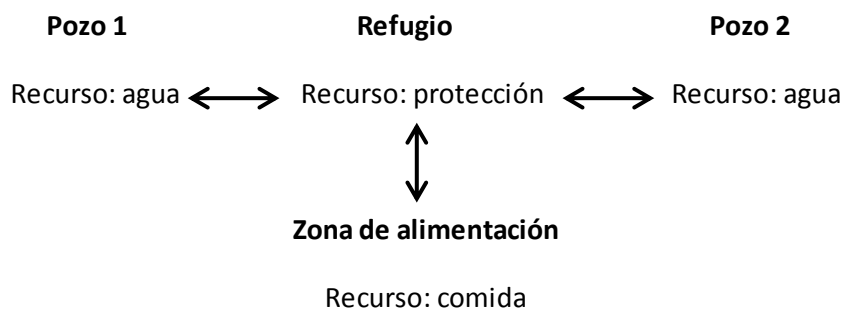 Pozo 1 Refugio Pozo 2
Recurso: agua Recurso: protección Recurso: agua
Zona de alimentación
Recurso: comida